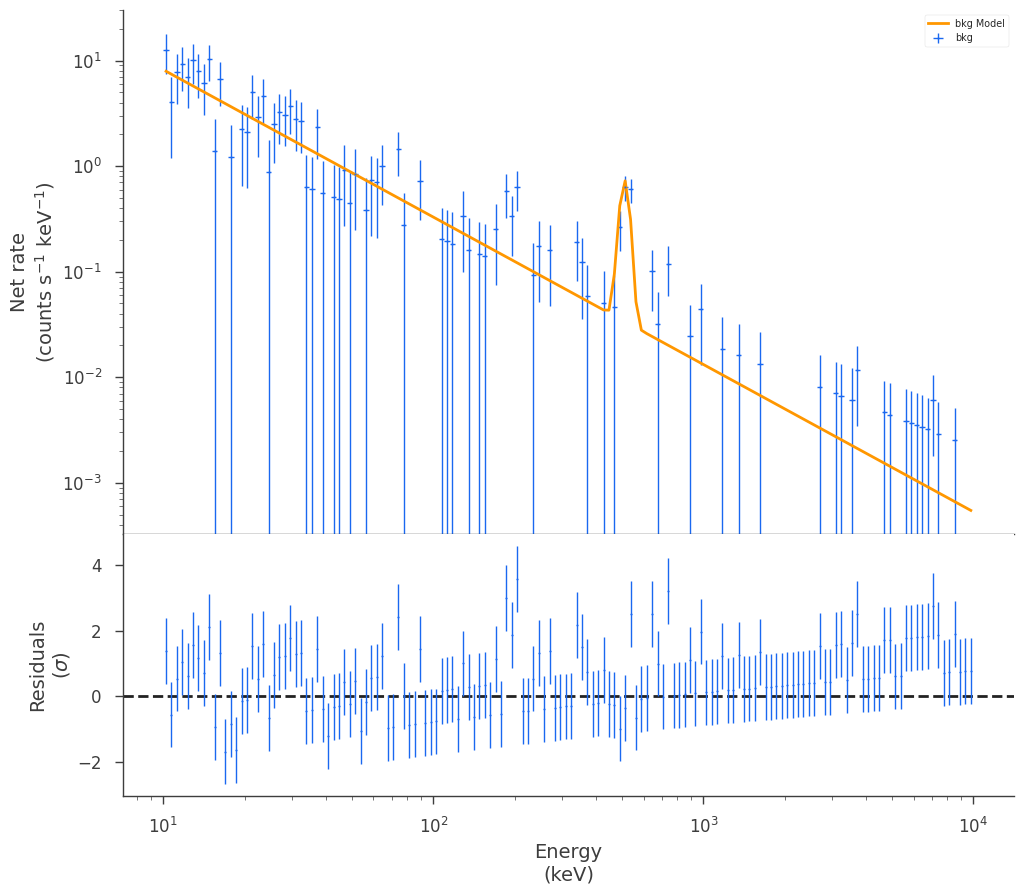 bkg Model
bkg
Net rate
(counts s⁻¹ keV⁻¹)
10¹
10⁰
10⁻¹
10⁻²
10⁻³
Residuals
(σ)
4
2
0
−2
10¹
10²
10³
10⁴
Energy
(keV)